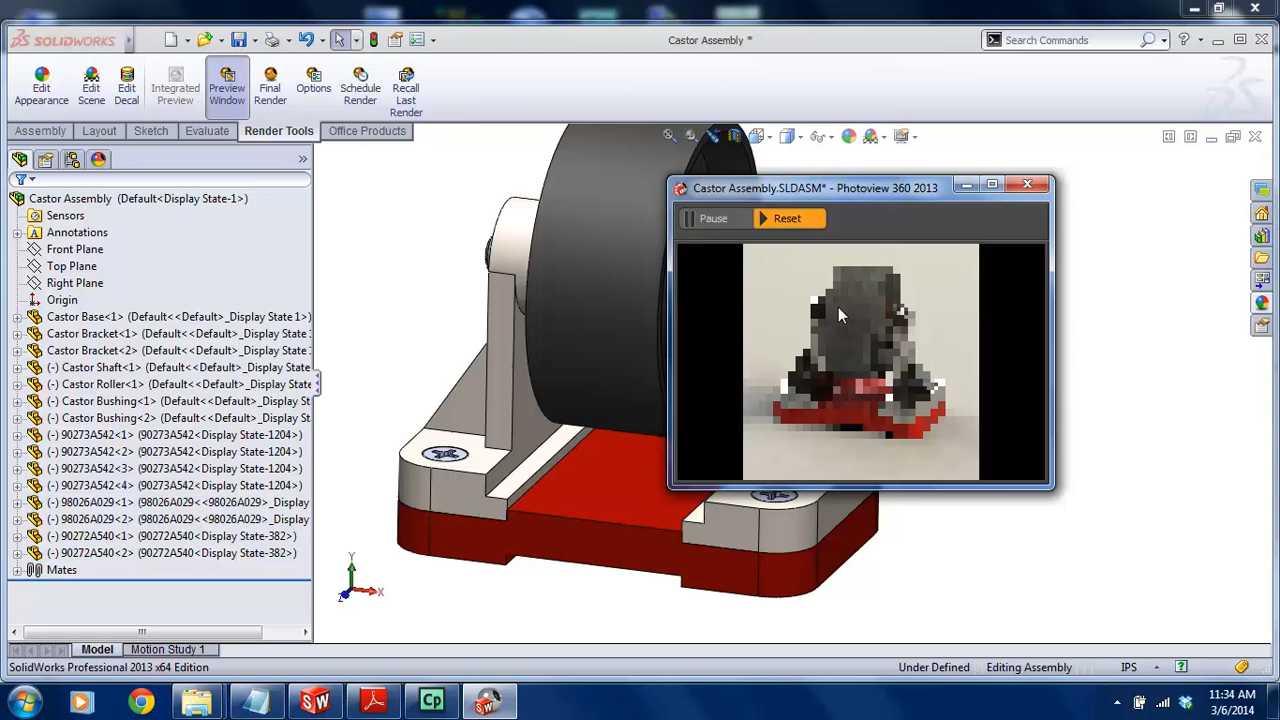 SOLIDWORKS
Castor Assembly *
Search Commands
Edit Appearance
Edit Scene
Edit Decal
Integrated Preview
Preview Window
Final Render
Options
Schedule Render
Recall Last Render
Assembly
Layout
Sketch
Evaluate
Render Tools
Office Products
Castor Assembly (Default<Display State-1>)
Sensors
Annotations
Front Plane
Top Plane
Right Plane
Origin
Castor Base<1> (Default<<Default>_Display State 1>)
Castor Bracket<1> (Default<<Default>_Display State
Castor Bracket<2> (Default<<Default>_Display State
(-) Castor Shaft<1> (Default<<Default>_Display State
(-) Castor Roller<1> (Default<<Default>_Display State
(-) Castor Bushing<1> (Default<<Default>_Display St
(-) Castor Bushing<2> (Default<<Default>_Display St
(-) 90273A542<1> (90273A542<Display State-1204>)
(-) 90273A542<2> (90273A542<Display State-1204>)
(-) 90273A542<3> (90273A542<Display State-1204>)
(-) 90273A542<4> (90273A542<Display State-1204>)
(-) 98026A029<1> (98026A029<<98026A029>_Display
(-) 98026A029<2> (98026A029<<98026A029>_Display
(-) 90272A540<1> (90272A540<Display State-382>)
(-) 90272A540<2> (90272A540<Display State-382>)
Mates
Castor Assembly.SLDASM* - Photoview 360 2013
Pause
Reset
Y
X
Z
Model
Motion Study 1
SolidWorks Professional 2013 x64 Edition
Under Defined
Editing Assembly
IPS
SW
Cp
11:34 AM
3/6/2014